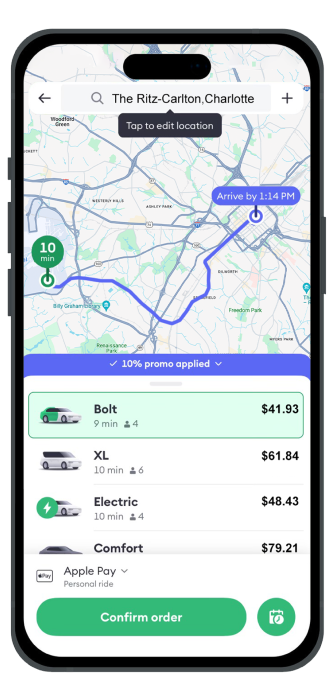 The Ritz-Carlton,Charlotte
Tap to edit location
Woodford
Green
WESTERLY HILLS
ASHLEY PARK
Arrive by 1:14 PM
10
min
DILWORTH
Billy Graham Library
Freedom Park
Renaissance
Park
MYERS PARK
10% promo applied
Bolt
$41.93
9 min 4
XL
$61.84
10 min 6
Electric
$48.43
10 min 4
Comfort
$79.21
Pay
Apple Pay
Personal ride
Confirm order